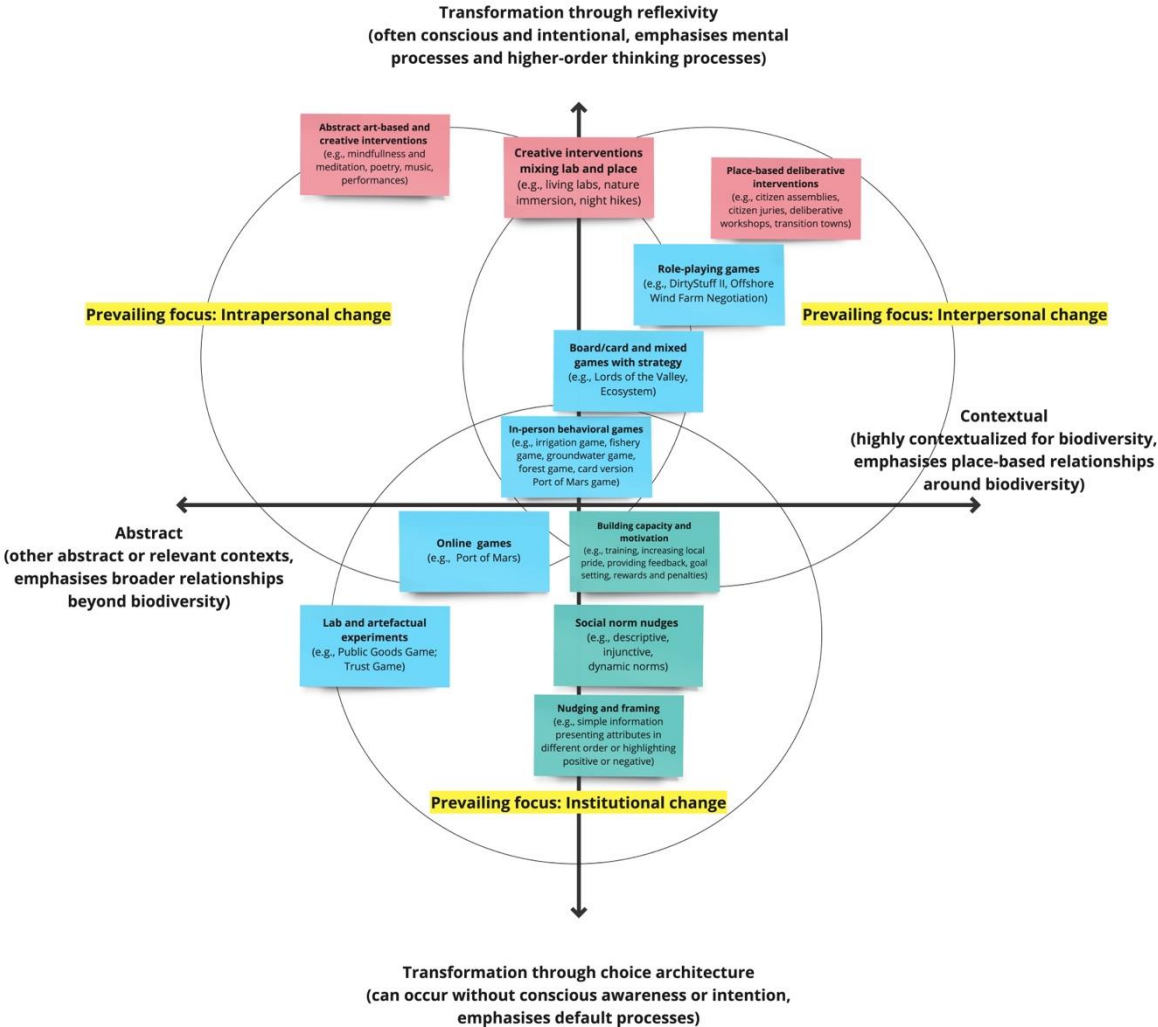 Transformation through reflexivity
(often conscious and intentional, emphasises mental
processes and higher-order thinking processes)
Abstract art-based and
creative interventions
(e.g., mindfullness and
meditation, poetry, music,
performances)
Creative interventions
mixing lab and place
(e.g., living labs, nature
immersion, night hikes)
Place-based deliberative
interventions
(e.g., citizen assemblies,
citizen juries, deliberative
workshops, transition towns)
Role-playing games
(e.g., DirtyStuff II, Offshore
Wind Farm Negotiation)
Prevailing focus: Intrapersonal change
Prevailing focus: Interpersonal change
Board/card and mixed
games with strategy
(e.g., Lords of the Valley,
Ecosystem)
Contextual
(highly contextualized for biodiversity,
emphasises place-based relationships
around biodiversity)
In-person behavioral games
(e.g., irrigation game, fishery
game, groundwater game,
forest game, card version
Port of Mars game)
Abstract
(other abstract or relevant contexts,
emphasises broader relationships
beyond biodiversity)
Online games
(e.g., Port of Mars)
Building capacity and
motivation
(e.g., training, increasing local
pride, providing feedback, goal
setting, rewards and penalties)
Lab and artefactual
experiments
(e.g., Public Goods Game;
Trust Game)
Social norm nudges
(e.g., descriptive,
injunctive,
dynamic norms)
Nudging and framing
(e.g., simple information
presenting attributes in
different order or highlighting
positive or negative)
Prevailing focus: Institutional change
Transformation through choice architecture
(can occur without conscious awareness or intention,
emphasises default processes)